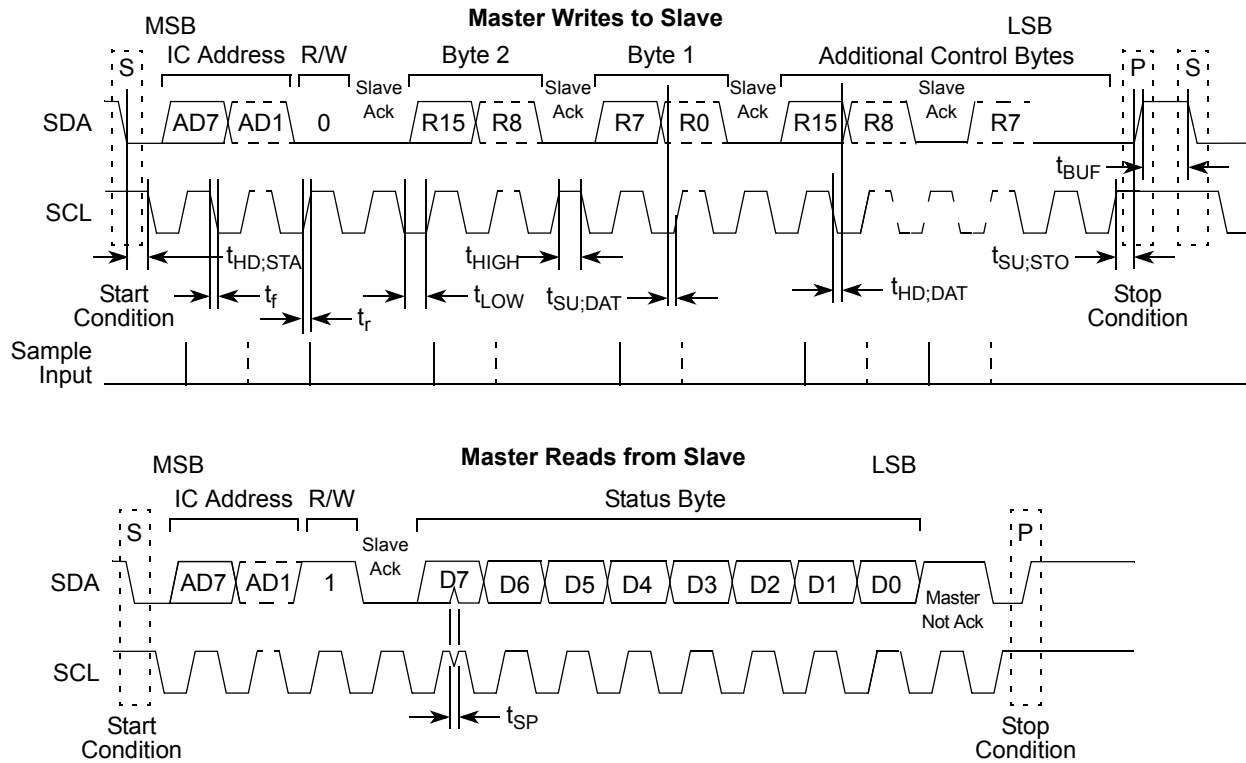 Master Writes to Slave
MSB LSB
S IC Address R/W Byte 2 Byte 1 Additional Control Bytes P S
Slave Ack Slave Ack Slave Ack Slave Ack
SDA AD7 AD1 0 R15 R8 R7 R0 R15 R8 R7
tBUF
SCL
tHD;STA tHIGH tSU;STO
Start Condition tf tr tLOW tSU;DAT tHD;DAT Stop Condition
Sample Input
Master Reads from Slave
MSB LSB
S IC Address R/W Status Byte P
Slave Ack
SDA AD7 AD1 1 D7 D6 D5 D4 D3 D2 D1 D0 Master Not Ack
SCL
tSP
Start Condition Stop Condition